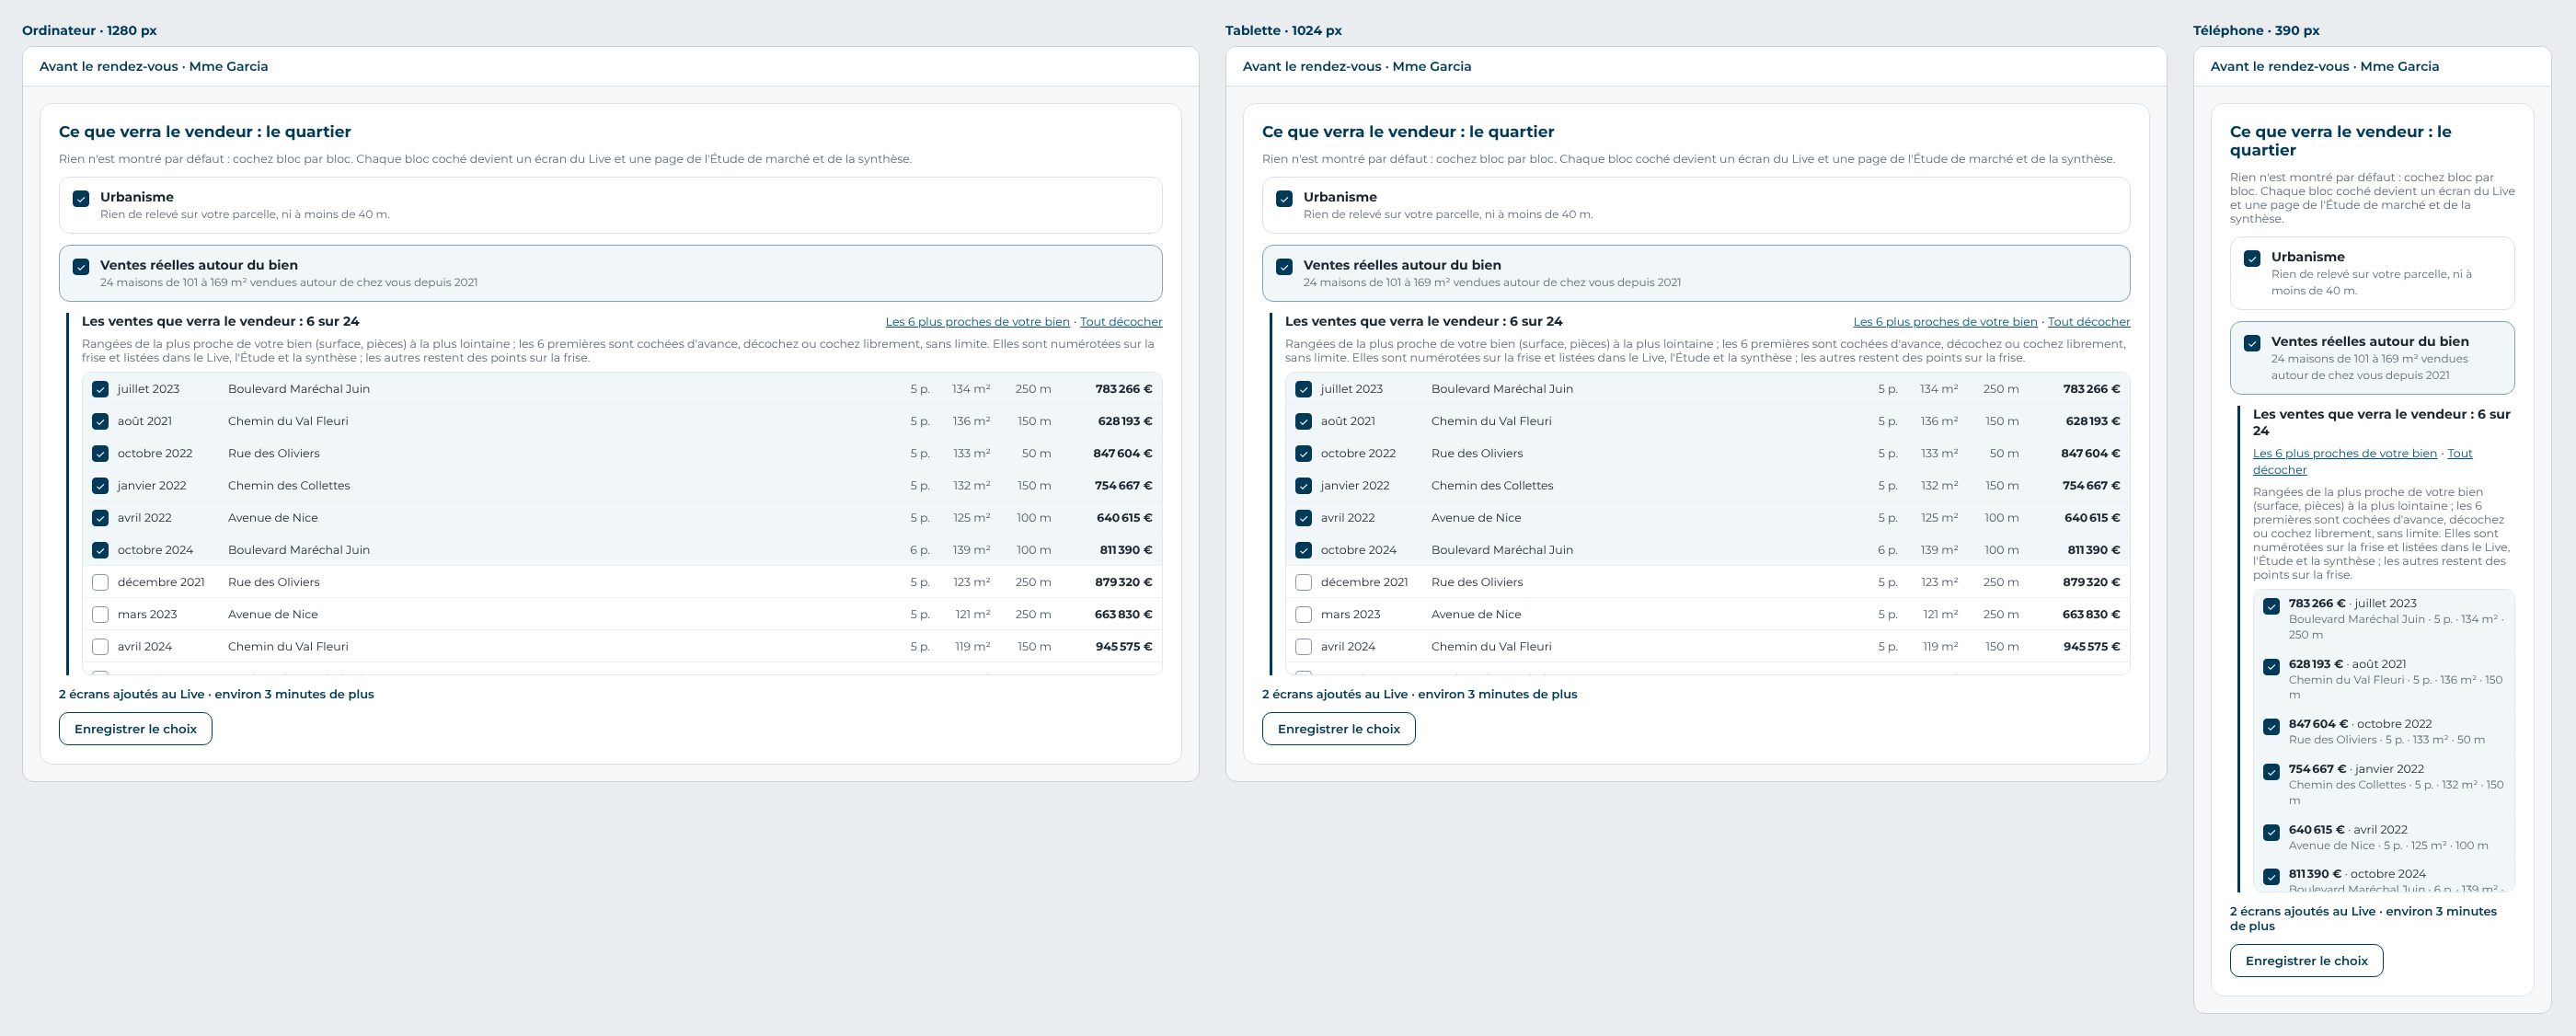 Ordinateur · 1280 px
Avant le rendez-vous · Mme Garcia
Ce que verra le vendeur : le quartier
Rien n'est montré par défaut : cochez bloc par bloc. Chaque bloc coché devient un écran du Live et une page de l'Étude de marché et de la synthèse.
Urbanisme
Rien de relevé sur votre parcelle, ni à moins de 40 m.
Ventes réelles autour du bien
24 maisons de 101 à 169 m² vendues autour de chez vous depuis 2021
Les ventes que verra le vendeur : 6 sur 24 Les 6 plus proches de votre bien · Tout décocher
Rangées de la plus proche de votre bien (surface, pièces) à la plus lointaine ; les 6 premières sont cochées d'avance, décochez ou cochez librement, sans limite. Elles sont numérotées sur la
frise et listées dans le Live, l'Étude et la synthèse ; les autres restent des points sur la frise.
juillet 2023 Boulevard Maréchal Juin 5 p. 134 m² 250 m 783 266 €
août 2021 Chemin du Val Fleuri 5 p. 136 m² 150 m 628 193 €
octobre 2022 Rue des Oliviers 5 p. 133 m² 50 m 847 604 €
janvier 2022 Chemin des Collettes 5 p. 132 m² 150 m 754 667 €
avril 2022 Avenue de Nice 5 p. 125 m² 100 m 640 615 €
octobre 2024 Boulevard Maréchal Juin 6 p. 139 m² 100 m 811 390 €
décembre 2021 Rue des Oliviers 5 p. 123 m² 250 m 879 320 €
mars 2023 Avenue de Nice 5 p. 121 m² 250 m 663 830 €
avril 2024 Chemin du Val Fleuri 5 p. 119 m² 150 m 945 575 €
2 écrans ajoutés au Live · environ 3 minutes de plus
Enregistrer le choix
Tablette · 1024 px
Avant le rendez-vous · Mme Garcia
Ce que verra le vendeur : le quartier
Rien n'est montré par défaut : cochez bloc par bloc. Chaque bloc coché devient un écran du Live et une page de l'Étude de marché et de la synthèse.
Urbanisme
Rien de relevé sur votre parcelle, ni à moins de 40 m.
Ventes réelles autour du bien
24 maisons de 101 à 169 m² vendues autour de chez vous depuis 2021
Les ventes que verra le vendeur : 6 sur 24 Les 6 plus proches de votre bien · Tout décocher
Rangées de la plus proche de votre bien (surface, pièces) à la plus lointaine ; les 6 premières sont cochées d'avance, décochez ou cochez librement,
sans limite. Elles sont numérotées sur la frise et listées dans le Live, l'Étude et la synthèse ; les autres restent des points sur la frise.
juillet 2023 Boulevard Maréchal Juin 5 p. 134 m² 250 m 783 266 €
août 2021 Chemin du Val Fleuri 5 p. 136 m² 150 m 628 193 €
octobre 2022 Rue des Oliviers 5 p. 133 m² 50 m 847 604 €
janvier 2022 Chemin des Collettes 5 p. 132 m² 150 m 754 667 €
avril 2022 Avenue de Nice 5 p. 125 m² 100 m 640 615 €
octobre 2024 Boulevard Maréchal Juin 6 p. 139 m² 100 m 811 390 €
décembre 2021 Rue des Oliviers 5 p. 123 m² 250 m 879 320 €
mars 2023 Avenue de Nice 5 p. 121 m² 250 m 663 830 €
avril 2024 Chemin du Val Fleuri 5 p. 119 m² 150 m 945 575 €
2 écrans ajoutés au Live · environ 3 minutes de plus
Enregistrer le choix
Téléphone · 390 px
Avant le rendez-vous · Mme Garcia
Ce que verra le vendeur : le
quartier
Rien n'est montré par défaut : cochez bloc par
bloc. Chaque bloc coché devient un écran du Live
et une page de l'Étude de marché et de la
synthèse.
Urbanisme
Rien de relevé sur votre parcelle, ni à
moins de 40 m.
Ventes réelles autour du bien
24 maisons de 101 à 169 m² vendues
autour de chez vous depuis 2021
Les ventes que verra le vendeur : 6 sur
24
Les 6 plus proches de votre bien · Tout
décocher
Rangées de la plus proche de votre bien
(surface, pièces) à la plus lointaine ; les 6
premières sont cochées d'avance, décochez
ou cochez librement, sans limite. Elles sont
numérotées sur la frise et listées dans le Live,
l'Étude et la synthèse ; les autres restent des
points sur la frise.
783 266 € · juillet 2023
Boulevard Maréchal Juin · 5 p. · 134 m² ·
250 m
628 193 € · août 2021
Chemin du Val Fleuri · 5 p. · 136 m² · 150
m
847 604 € · octobre 2022
Rue des Oliviers · 5 p. · 133 m² · 50 m
754 667 € · janvier 2022
Chemin des Collettes · 5 p. · 132 m² · 150
m
640 615 € · avril 2022
Avenue de Nice · 5 p. · 125 m² · 100 m
811 390 € · octobre 2024
Boulevard Maréchal Juin · 6 p. · 139 m² ·
2 écrans ajoutés au Live · environ 3 minutes
de plus
Enregistrer le choix